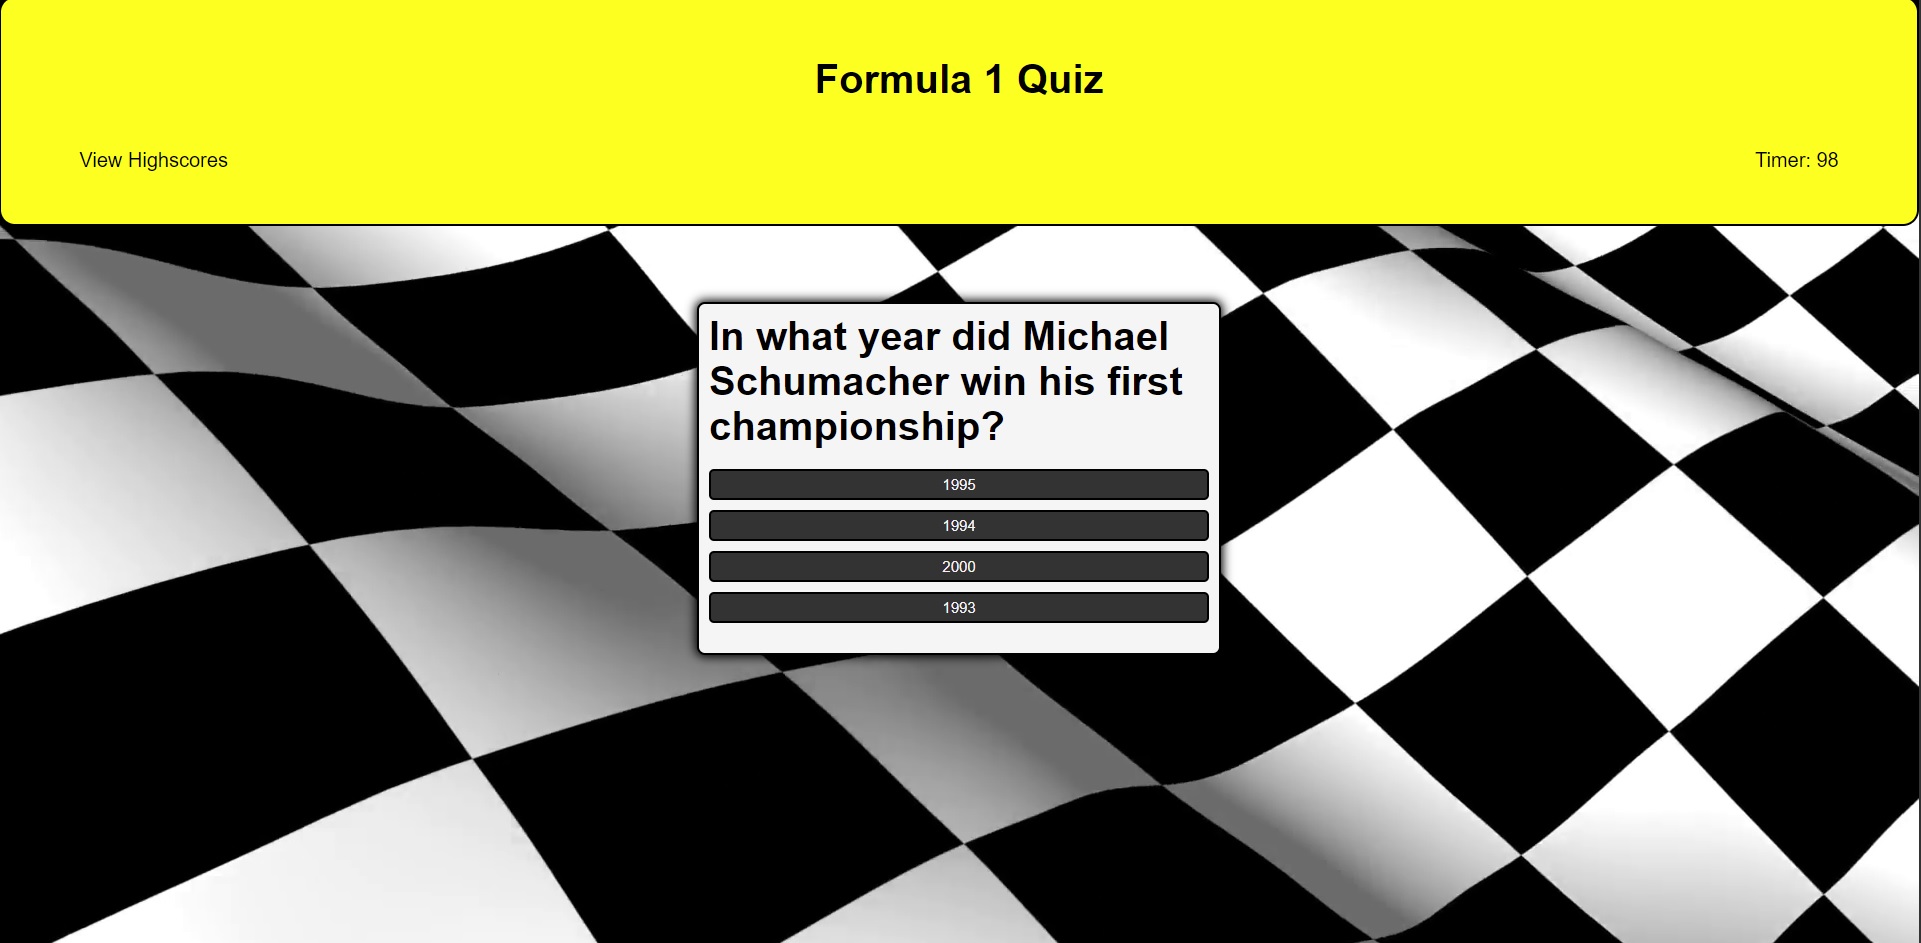 Formula 1 Quiz
View Highscores
Timer: 98
In what year did Michael
Schumacher win his first
championship?
1995
1994
2000
1993